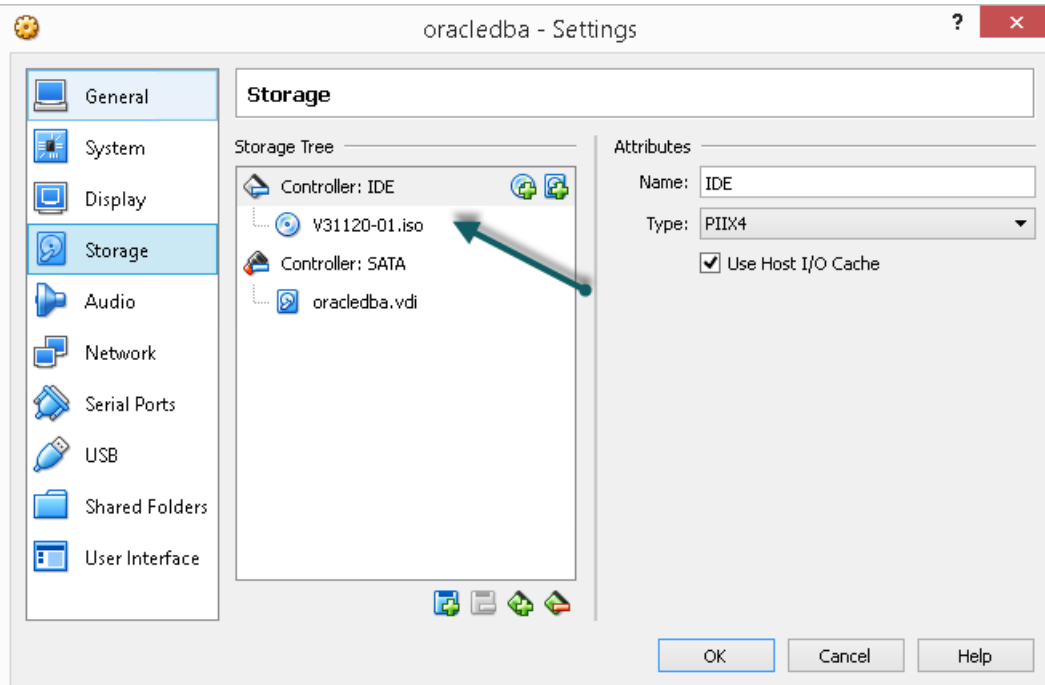 oracledba - Settings
?
General
System
Display
Storage
Audio
Network
Serial Ports
USB
Shared Folders
User Interface
Storage
Storage Tree
Controller: IDE
V31120-01.iso
Controller: SATA
oracledba.vdi
Attributes
Name: IDE
Type: PIIX4
Use Host I/O Cache
OK
Cancel
Help